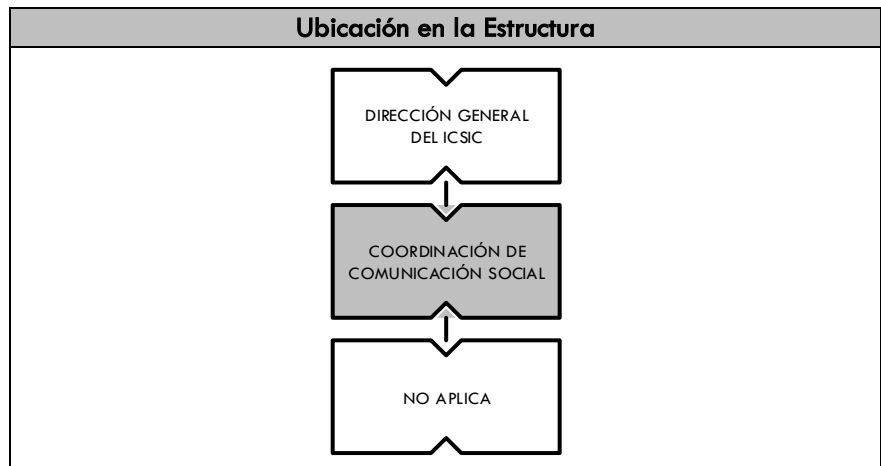 Ubicación en la Estructura
DIRECCIÓN GENERAL
DEL ICSIC
COORDINACIÓN DE
COMUNICACIÓN SOCIAL
NO APLICA